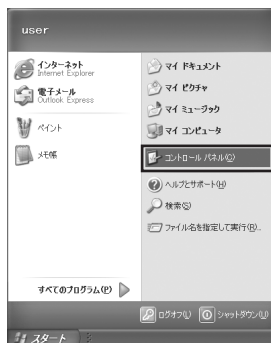 user
インターネット
Internet Explorer
電子メール
Outlook Express
ペイント
メモ帳
すべてのプログラム(P)
マイ ドキュメント
マイ ピクチャ
マイ ミュージック
マイ コンピュータ
コントロール パネル(C)
ヘルプとサポート(H)
検索(S)
ファイル名を指定して実行(R)...
ログオフ(L)
シャットダウン(U)
スタート